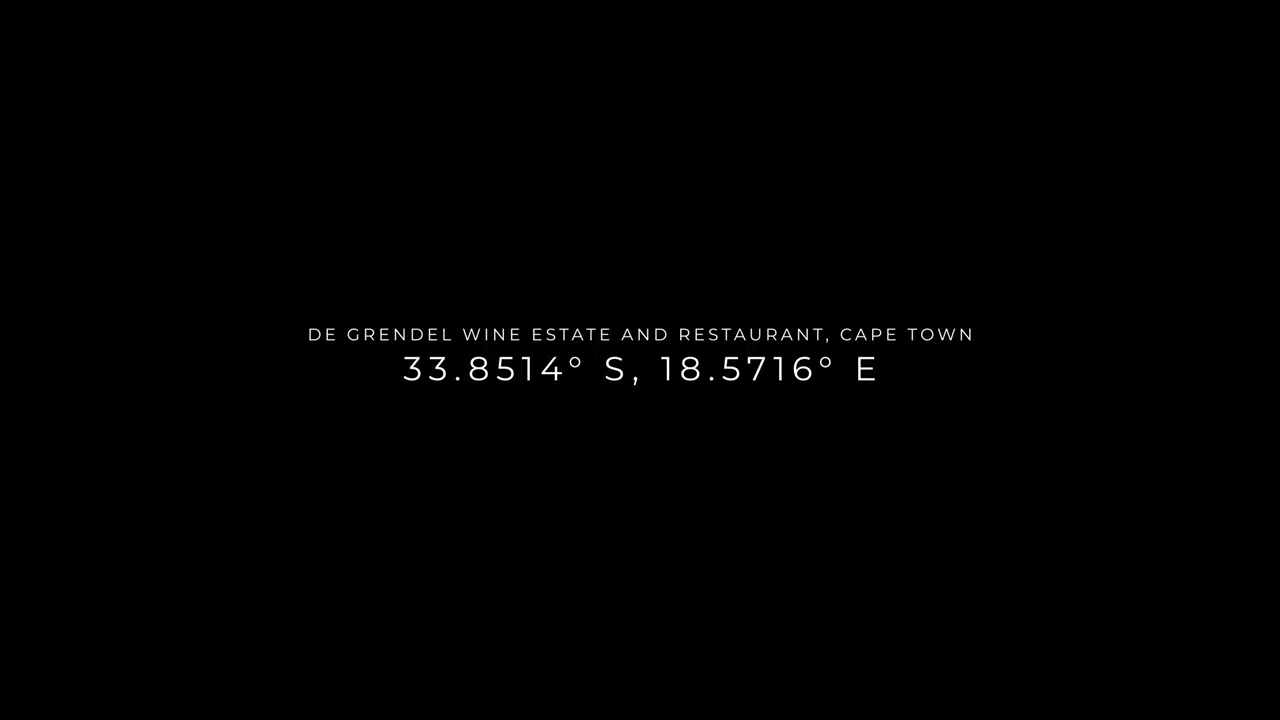 DE GRENDEL WINE ESTATE AND RESTAURANT, CAPE TOWN
33.8514° S, 18.5716° E